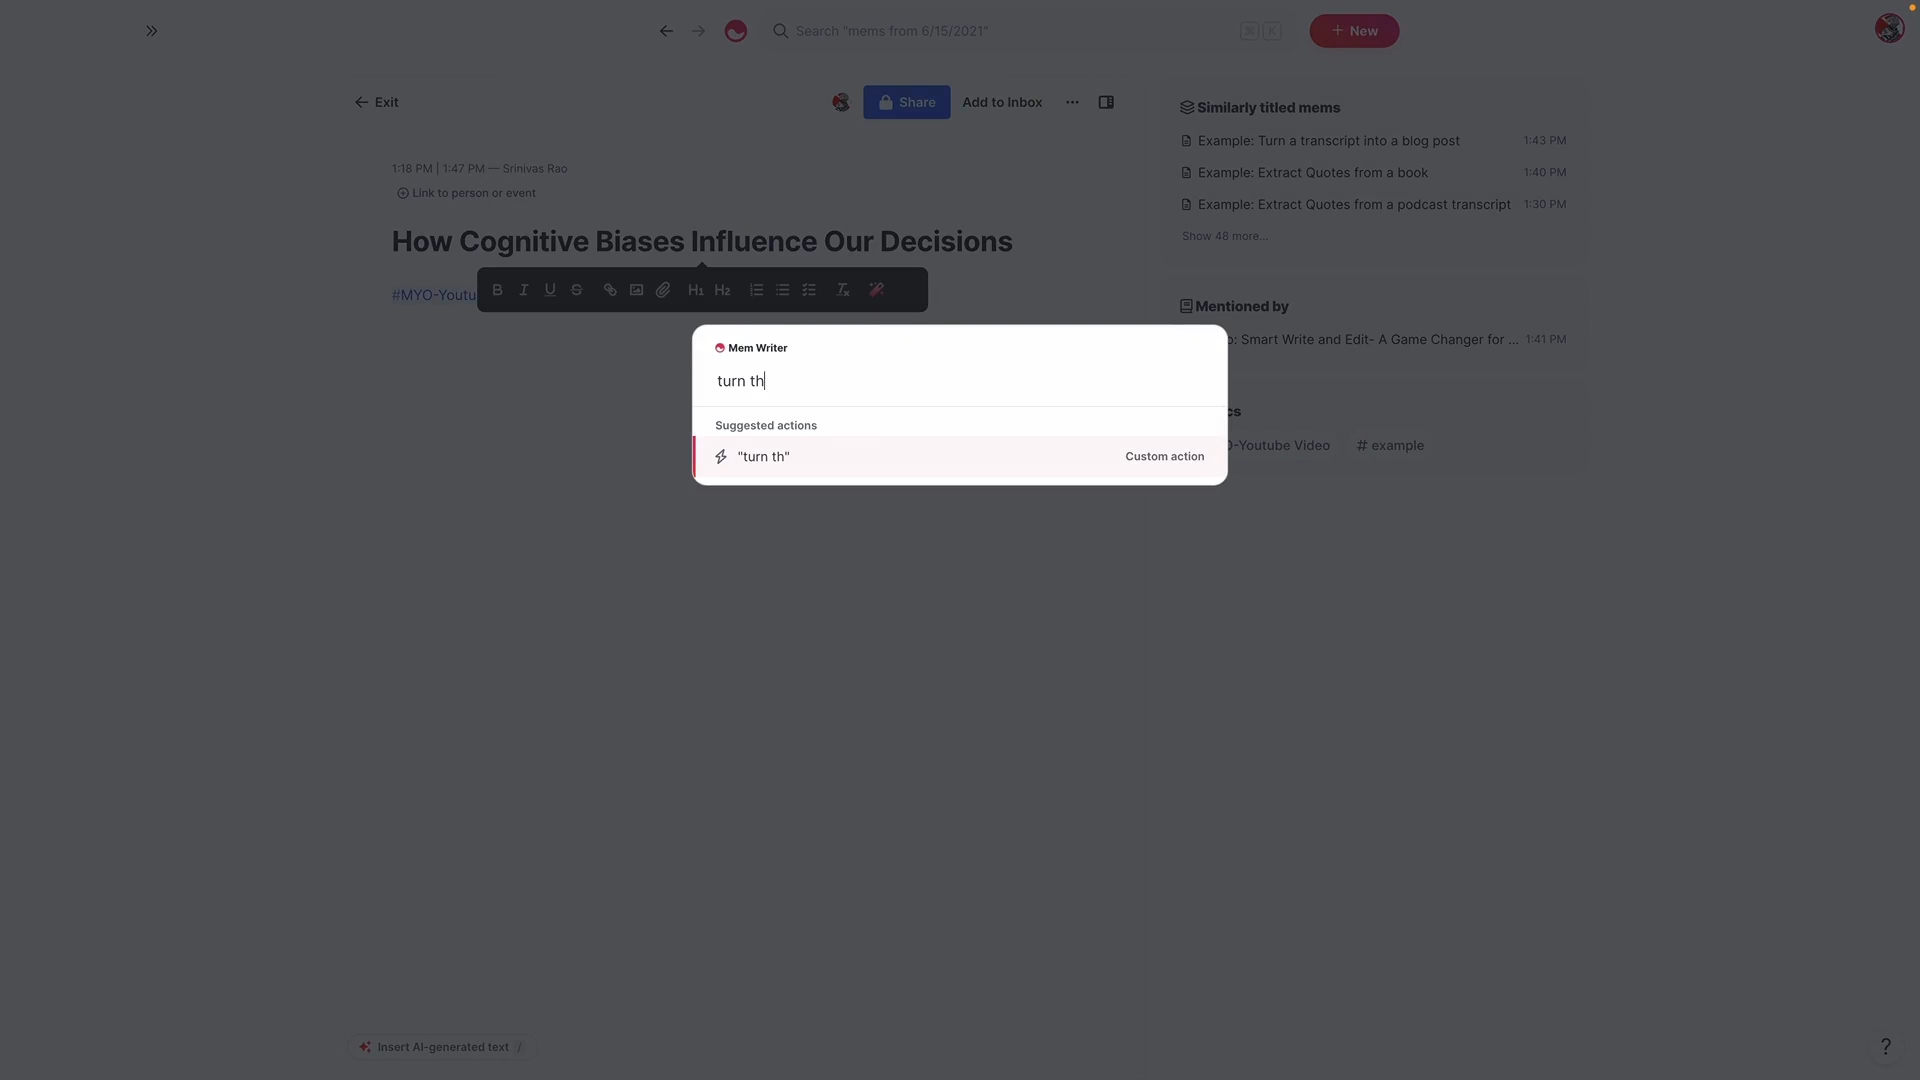 Search "mems from 6/15/2021"
⌘ K
+ New
← Exit
Share
Add to Inbox
1:18 PM | 1:47 PM — Srinivas Rao
Link to person or event
How Cognitive Biases Influence Our Decisions
#MYO-Youtu
B I U S H1 H2 Tx
Mem Writer
turn th
Suggested actions
"turn th"
Custom action
Similarly titled mems
Example: Turn a transcript into a blog post 1:43 PM
Example: Extract Quotes from a book 1:40 PM
Example: Extract Quotes from a podcast transcript 1:30 PM
Show 48 more...
Mentioned by
o: Smart Write and Edit- A Game Changer for ... 1:41 PM
cs
O-Youtube Video # example
Insert AI-generated text /
?